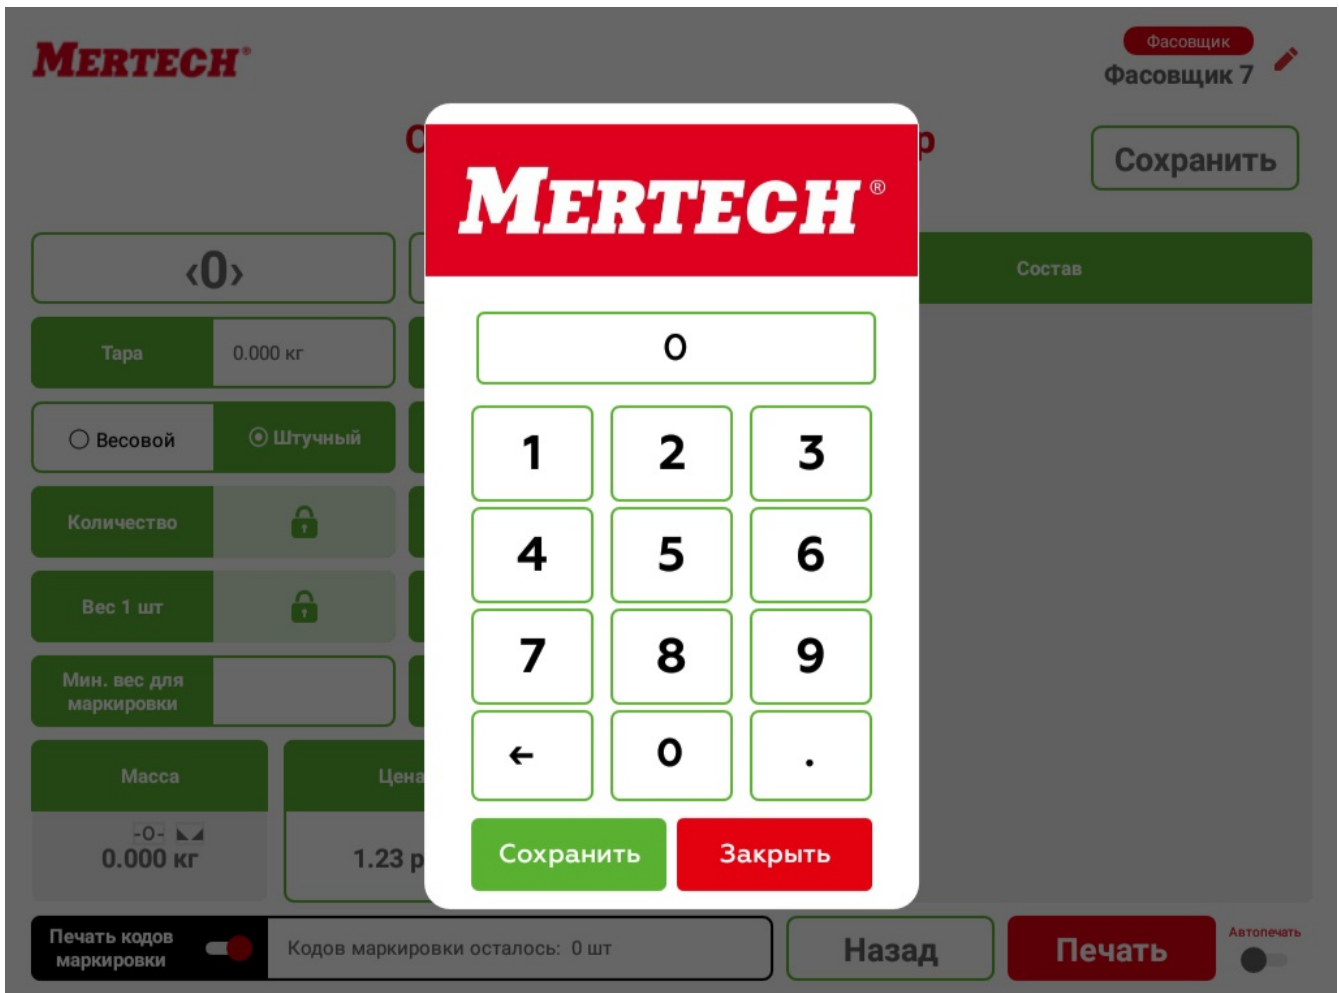 MERTECH®
Фасовщик
Фасовщик 7
Сохранить
MERTECH®
‹0›
Состав
Тара
0.000 кг
0
Весовой
Штучный
1
2
3
Количество
4
5
6
Вес 1 шт
7
8
9
Мин. вес для
маркировки
←
0
.
Масса
Цена
-0-
0.000 кг
1.23 р
Сохранить
Закрыть
Печать кодов
маркировки
Кодов маркировки осталось: 0 шт
Назад
Печать
Автопечать